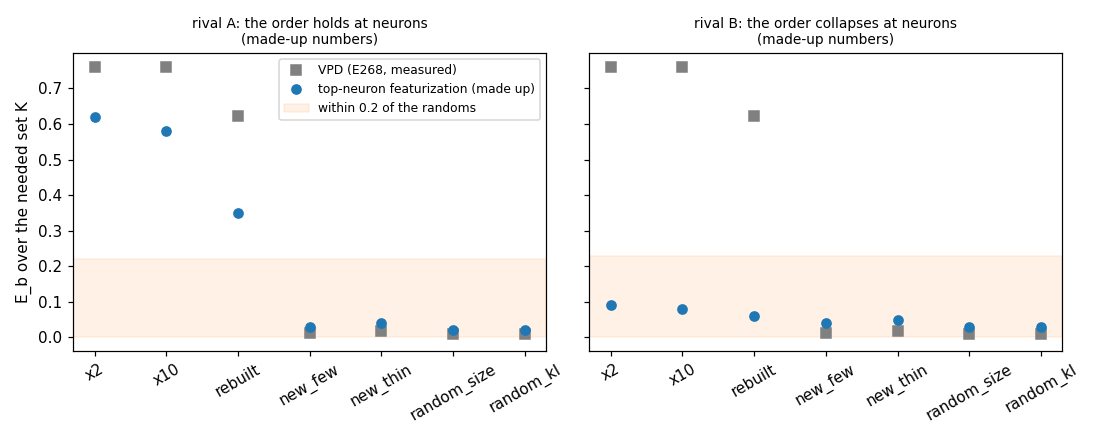 rival A: the order holds at neurons
(made-up numbers)
rival B: the order collapses at neurons
(made-up numbers)
E_b over the needed set K
0.7
0.6
0.5
0.4
0.3
0.2
0.1
0.0
VPD (E268, measured)
top-neuron featurization (made up)
within 0.2 of the randoms
x2
x10
rebuilt
new_few
new_thin
random_size
random_kl
x2
x10
rebuilt
new_few
new_thin
random_size
random_kl